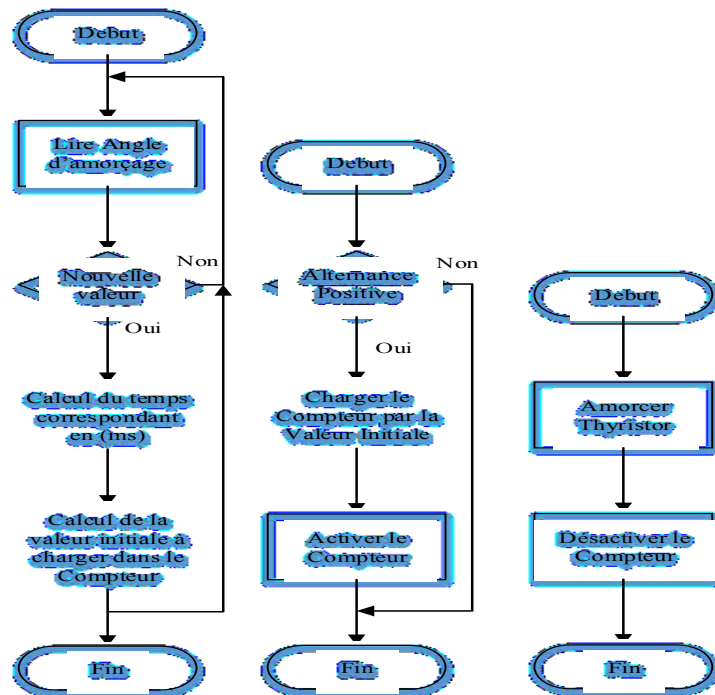 Debut
Lire Angle
d'amorçage
Nouvelle
valeur
Non
Oui
Calcul du temps
correspondant
en (ms)
Calcul de la
valeur initiale à
charger dans le
Compteur
Fin
Debut
Alternance
Positive
Non
Oui
Charger le
Compteur par la
Valeur Initiale
Activer le
Compteur
Fin
Debut
Amorcer
Thyristor
Désactiver le
Compteur
Fin